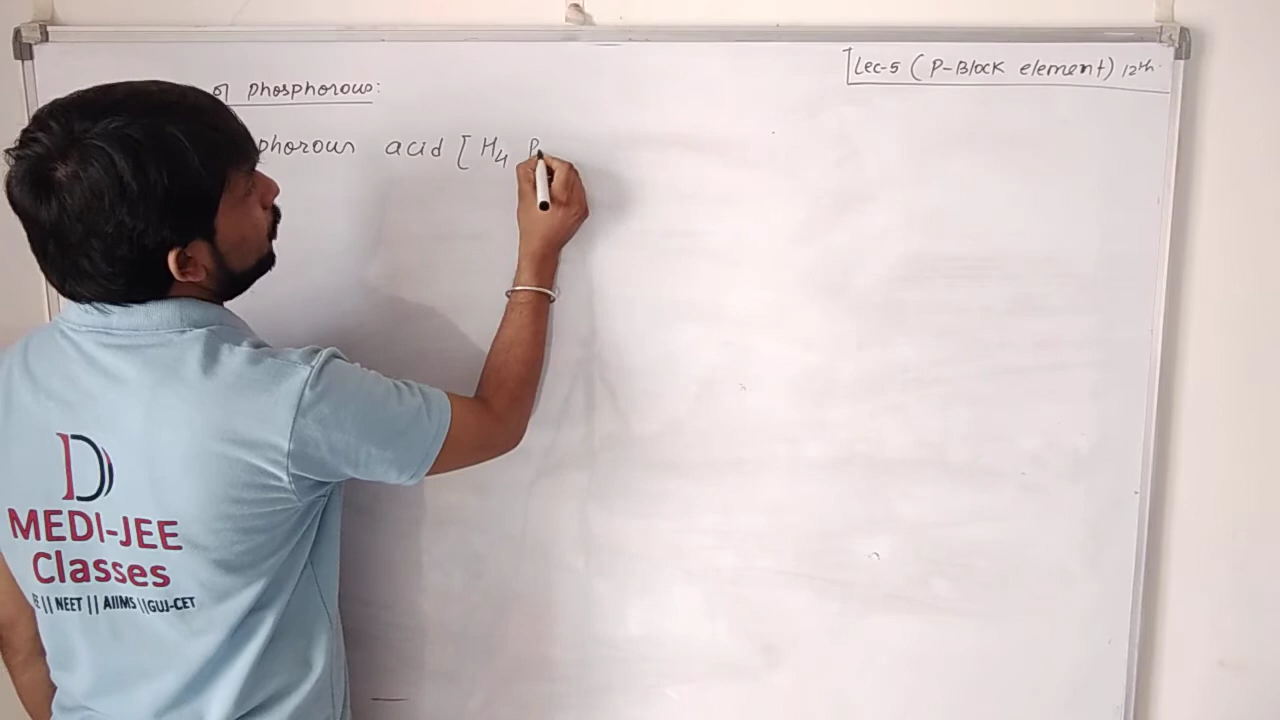 Lec-5 (P-Block element) 12th.
of Phosphorous:
phorous acid [H4 P
MEDI-JEE
Classes
E || NEET || AIIMS || GUJ-CET